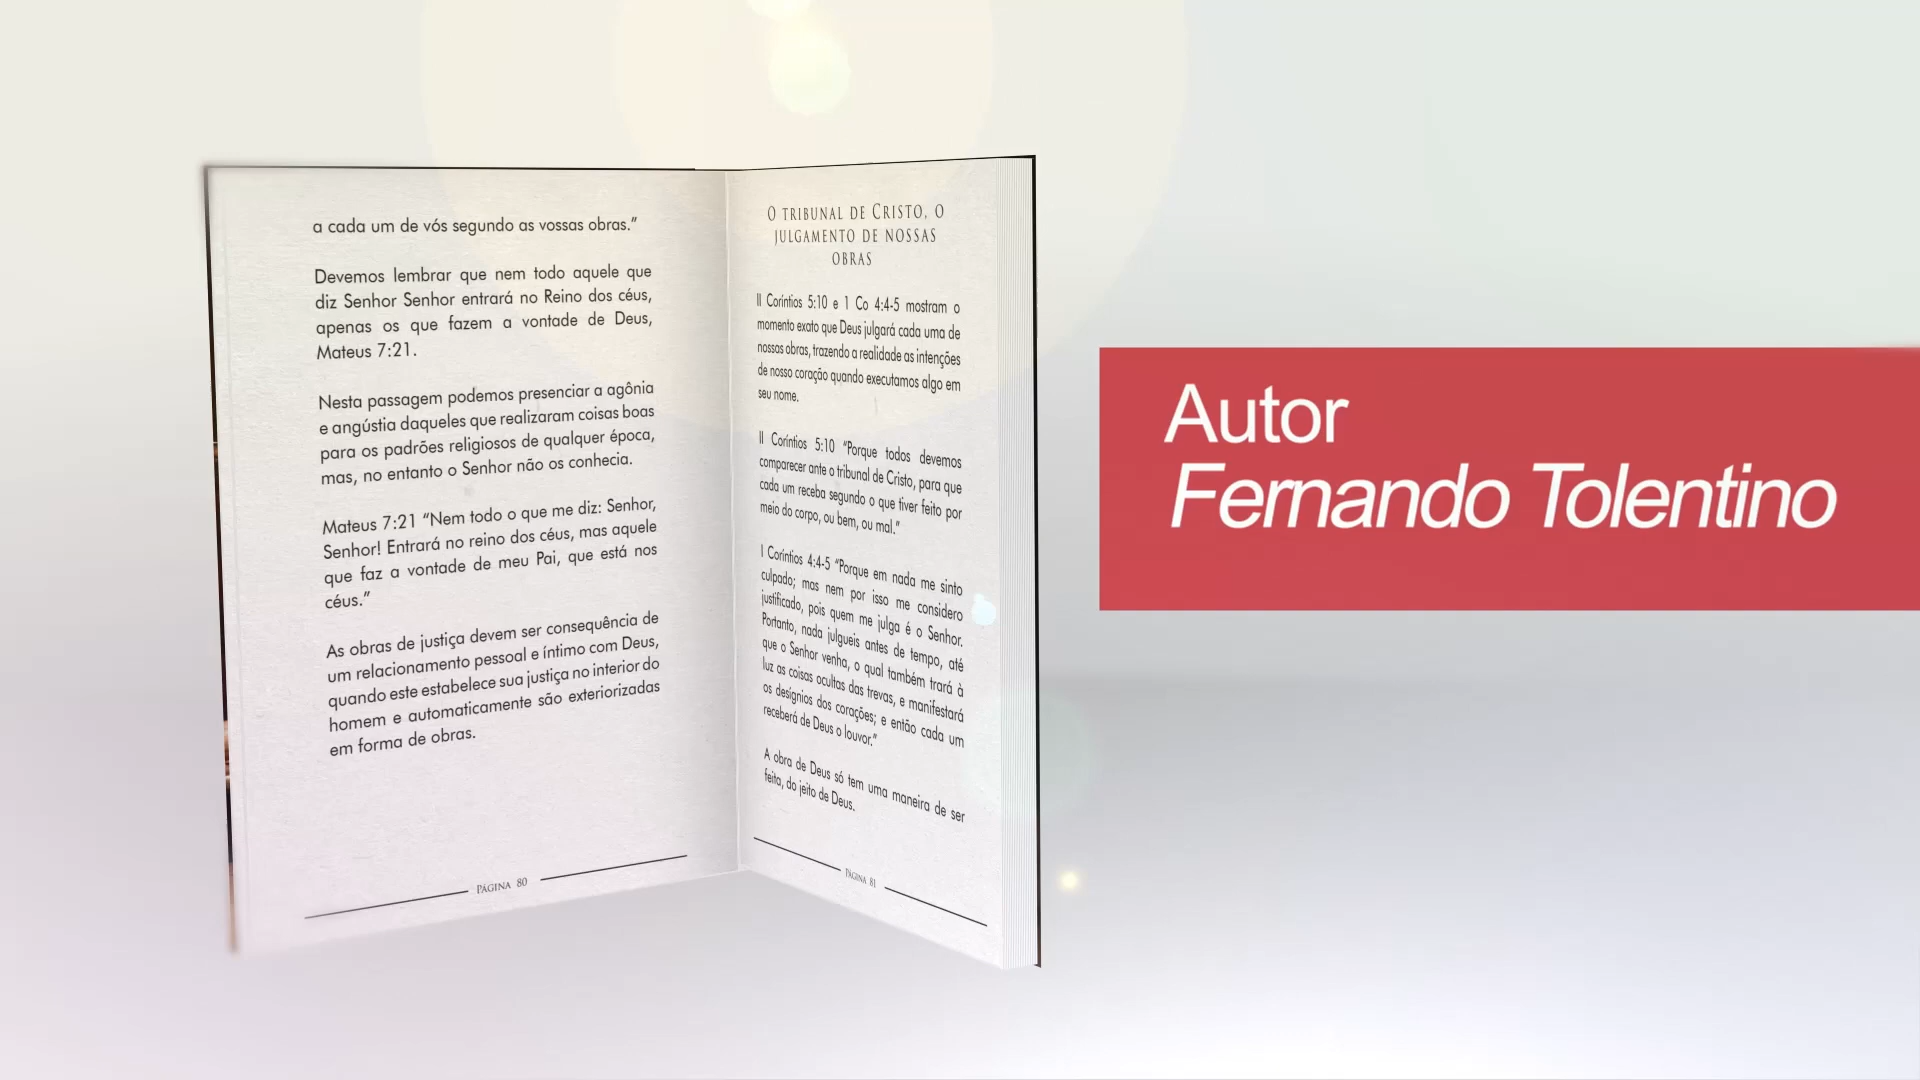 a cada um de vós segundo as vossas obras.”
Devemos lembrar que nem todo aquele que
diz Senhor Senhor entrará no Reino dos céus,
apenas os que fazem a vontade de Deus,
Mateus 7:21.
Nesta passagem podemos presenciar a agônia
e angústia daqueles que realizaram coisas boas
para os padrões religiosos de qualquer época,
mas, no entanto o Senhor não os conhecia.
Mateus 7:21 “Nem todo o que me diz: Senhor,
Senhor! Entrará no reino dos céus, mas aquele
que faz a vontade de meu Pai, que está nos
céus.”
As obras de justiça devem ser consequência de
um relacionamento pessoal e íntimo com Deus,
quando este estabelece sua justiça no interior do
homem e automaticamente são exteriorizadas
em forma de obras.
Página 80
O tribunal de Cristo, o
julgamento de nossas
obras
II Coríntios 5:10 e 1 Co 4:4-5 mostram o
momento exato que Deus julgará cada uma de
nossas obras, trazendo a realidade as intenções
de nosso coração quando executamos algo em
seu nome.
II Coríntios 5:10 “Porque todos devemos
comparecer ante o tribunal de Cristo, para que
cada um receba segundo o que tiver feito por
meio do corpo, ou bem, ou mal.”
I Coríntios 4:4-5 “Porque em nada me sinto
culpado; mas nem por isso me considero
justificado, pois quem me julga é o Senhor.
Portanto, nada julgueis antes de tempo, até
que o Senhor venha, o qual também trará à
luz as coisas ocultas das trevas, e manifestará
os desígnios dos corações; e então cada um
receberá de Deus o louvor.”
A obra de Deus só tem uma maneira de ser
feita, do jeito de Deus.
Página 81
Autor
Fernando Tolentino